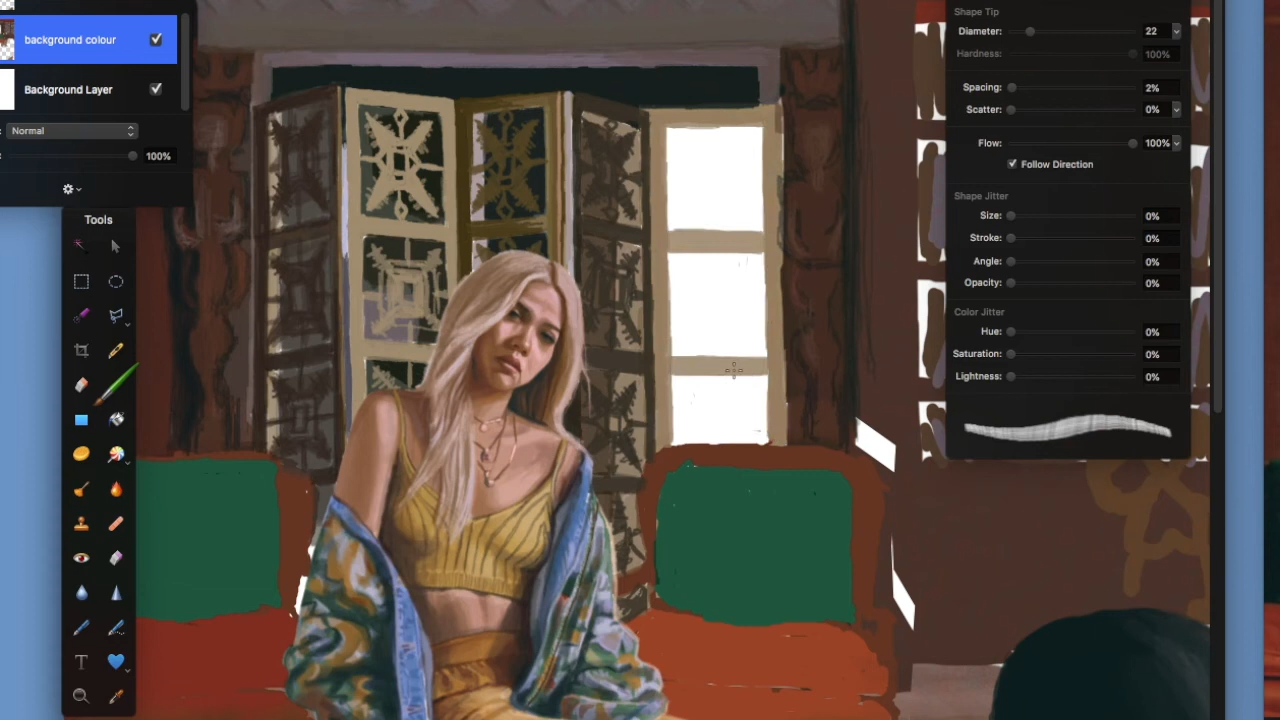 background colour
Background Layer
Normal
100%
Tools
T
Shape Tip
Diameter: 22
Hardness: 100%
Spacing: 2%
Scatter: 0%
Flow: 100%
Follow Direction
Shape Jitter
Size: 0%
Stroke: 0%
Angle: 0%
Opacity: 0%
Color Jitter
Hue: 0%
Saturation: 0%
Lightness: 0%